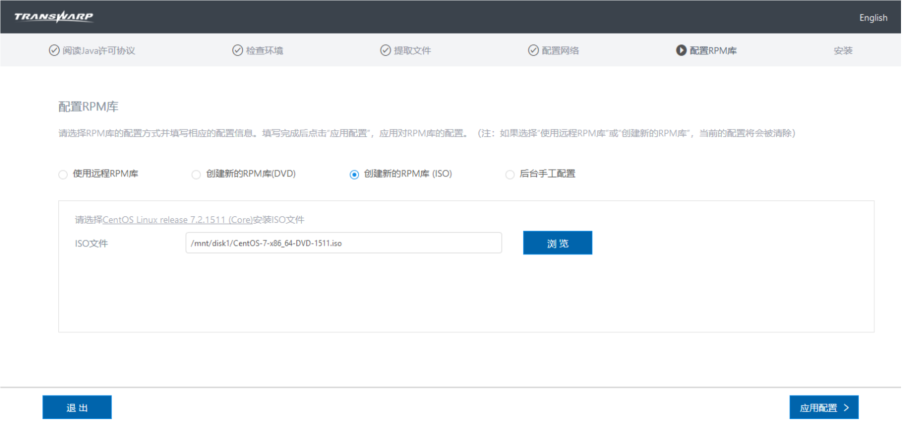 TRANSWARP
English
阅读Java许可协议 检查环境 提取文件 配置网络 配置RPM库 安装
配置RPM库
请选择RPM库的配置方式并填写相应的配置信息。填写完成后点击"应用配置"，应用对RPM库的配置。（注：如果选择"使用远程RPM库"或"创建新的RPM库"，当前的配置将会被清除）
使用远程RPM库 创建新的RPM库(DVD) 创建新的RPM库 (ISO) 后台手工配置
请选择CentOS Linux release 7.2.1511 (Core)安装ISO文件
ISO文件 /mnt/disk1/CentOS-7-x86_64-DVD-1511.iso 浏 览
退 出 应用配置